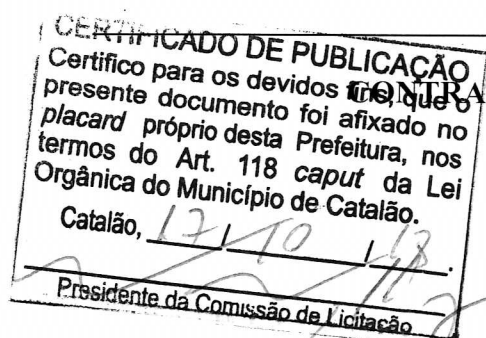 CERTIFICADO DE PUBLICAÇÃO
Certifico para os devidos fins, que o
CONTRA
presente documento foi afixado no
placard próprio desta Prefeitura, nos
termos do Art. 118 caput da Lei
Orgânica do Município de Catalão.
Catalão, 17 / 10 / 18.
Presidente da Comissão de Licitação